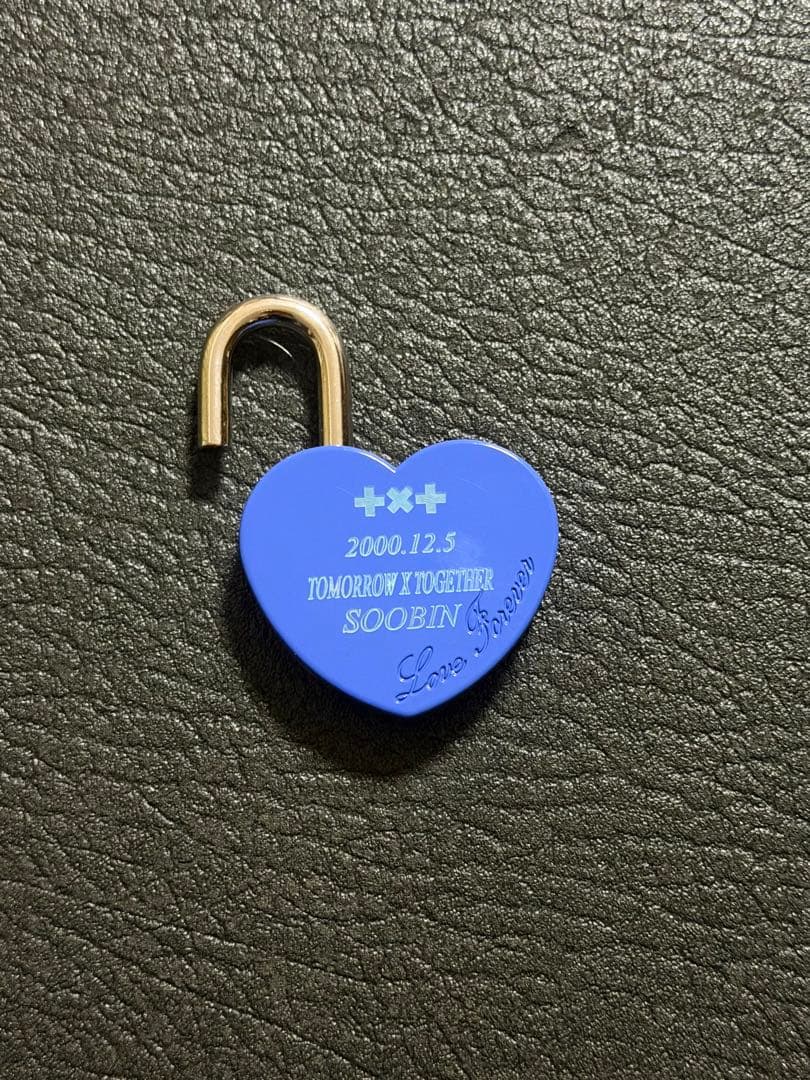 +×+
2000.12.5
TOMORROW X TOGETHER
SOOBIN
Love Forever